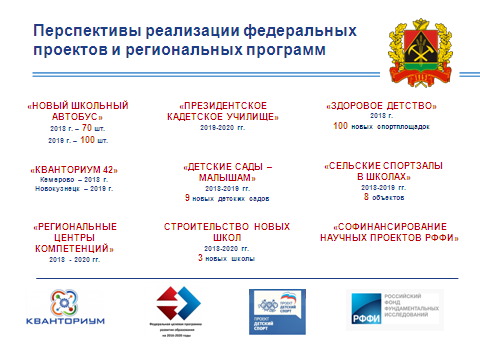 Перспективы реализации федеральных
проектов и региональных программ
«НОВЫЙ ШКОЛЬНЫЙ
АВТОБУС»
2018 г. – 70 шт.
2019 г. – 100 шт.
«ПРЕЗИДЕНТСКОЕ
КАДЕТСКОЕ УЧИЛИЩЕ»
2019-2020 гг.
«ЗДОРОВОЕ ДЕТСТВО»
2018 г.
100 новых спортплощадок
«КВАНТОРИУМ 42»
Кемерово – 2018 г.
Новокузнецк – 2019 г.
«ДЕТСКИЕ САДЫ –
МАЛЫШАМ»
2018-2019 гг.
9 новых детских садов
«СЕЛЬСКИЕ СПОРТЗАЛЫ
В ШКОЛАХ»
2018-2019 гг.
8 объектов
«РЕГИОНАЛЬНЫЕ
ЦЕНТРЫ
КОМПЕТЕНЦИЙ»
2018 - 2020 гг.
СТРОИТЕЛЬСТВО НОВЫХ
ШКОЛ
2018-2020 гг.
3 новых школы
«СОФИНАНСИРОВАНИЕ
НАУЧНЫХ ПРОЕКТОВ РФФИ»
КВАНТОРИУМ
Федеральная целевая программа
развития образования
на 2016-2020 годы
ПРОЕКТ
ДЕТСКИЙ
СПОРТ
РФФИ
РОССИЙСКИЙ
ФОНД
ФУНДАМЕНТАЛЬНЫХ
ИССЛЕДОВАНИЙ